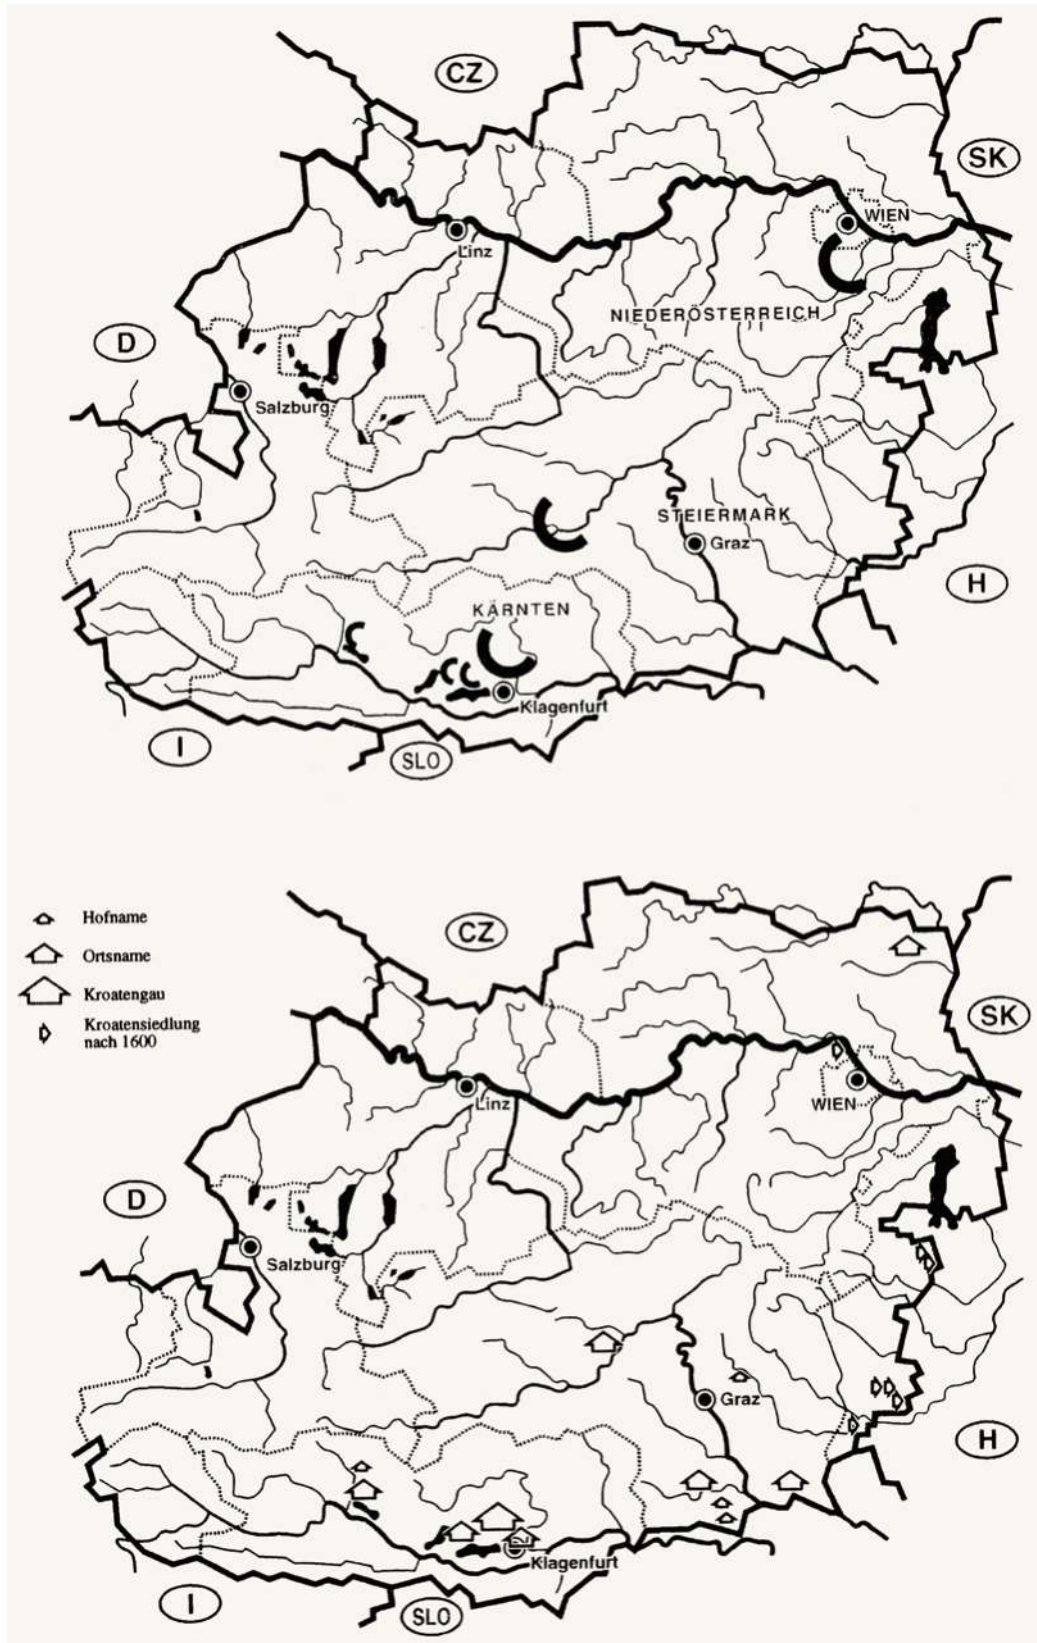 CZ
SK
WIEN
Linz
NIEDERÖSTERREICH
D
Salzburg
STEIERMARK
Graz
H
KÄRNTEN
Klagenfurt
I
SLO
Hofname
Ortsname
Kroatengau
Kroatensiedlung
nach 1600
CZ
SK
Linz
WIEN
D
Salzburg
Graz
H
Klagenfurt
I
SLO